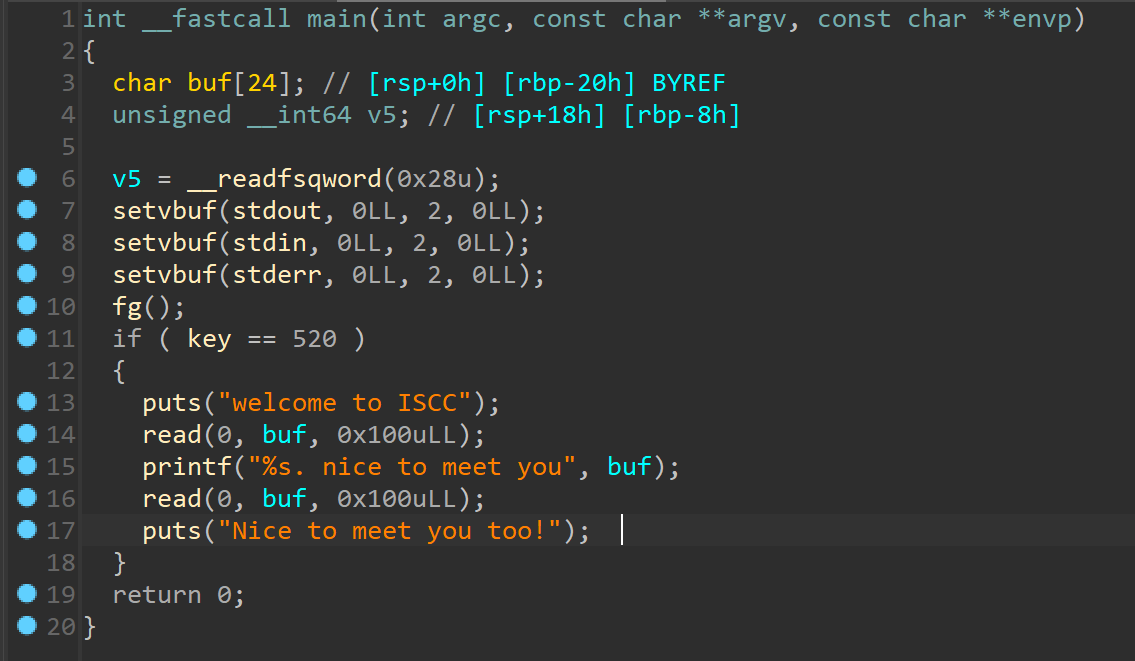 1 int __fastcall main(int argc, const char **argv, const char **envp)
2 {
3   char buf[24]; // [rsp+0h] [rbp-20h] BYREF
4   unsigned __int64 v5; // [rsp+18h] [rbp-8h]
5
6   v5 = __readfsqword(0x28u);
7   setvbuf(stdout, 0LL, 2, 0LL);
8   setvbuf(stdin, 0LL, 2, 0LL);
9   setvbuf(stderr, 0LL, 2, 0LL);
10   fg();
11   if ( key == 520 )
12   {
13     puts("welcome to ISCC");
14     read(0, buf, 0x100uLL);
15     printf("%s. nice to meet you", buf);
16     read(0, buf, 0x100uLL);
17     puts("Nice to meet you too!");
18   }
19   return 0;
20 }